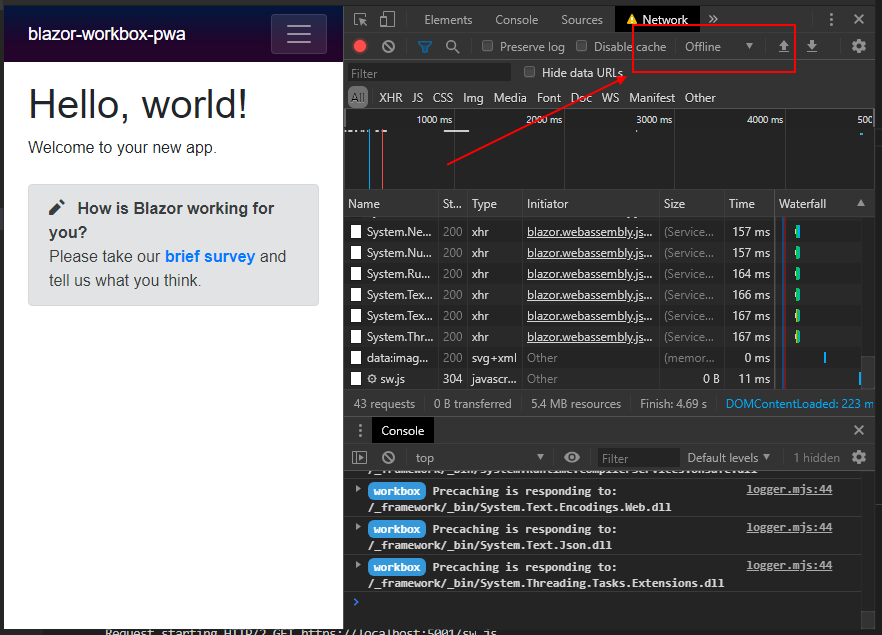 blazor-workbox-pwa
Hello, world!
Welcome to your new app.
How is Blazor working for
you?
Please take our brief survey and
tell us what you think.
Elements Console Sources Network »
Preserve log Disable cache Offline
Filter Hide data URLs
All XHR JS CSS Img Media Font Doc WS Manifest Other
1000 ms 2000 ms 3000 ms 4000 ms 500
Name St... Type Initiator Size Time Waterfall
System.Ne... 200 xhr blazor.webassembly.js... (Service... 157 ms
System.Nu... 200 xhr blazor.webassembly.js... (Service... 157 ms
System.Ru... 200 xhr blazor.webassembly.js... (Service... 164 ms
System.Tex... 200 xhr blazor.webassembly.js... (Service... 166 ms
System.Tex... 200 xhr blazor.webassembly.js... (Service... 167 ms
System.Thr... 200 xhr blazor.webassembly.js... (Service... 167 ms
data:imag... 200 svg+xml Other (memor... 0 ms
sw.js 304 javascr... Other 0 B 11 ms
43 requests 0 B transferred 5.4 MB resources Finish: 4.69 s DOMContentLoaded: 223 m
Console
top Filter Default levels 1 hidden
/_framework/_bin/System.Runtime.CompilerServices.Unsafe.dll
workbox Precaching is responding to: logger.mjs:44
/_framework/_bin/System.Text.Encodings.Web.dll
workbox Precaching is responding to: logger.mjs:44
/_framework/_bin/System.Text.Json.dll
workbox Precaching is responding to: logger.mjs:44
/_framework/_bin/System.Threading.Tasks.Extensions.dll
Request starting HTTP/2 GET https://localhost:5001/sw.js